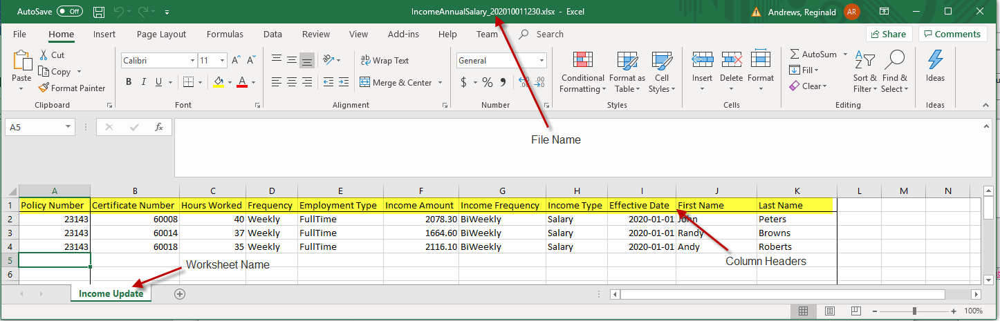 AutoSave Off IncomeAnnualSalary_202010011230.xlsx - Excel Andrews, Reginald AR
File Home Insert Page Layout Formulas Data Review View Add-ins Help Team Search Share Comments
Paste Cut Copy Format Painter Clipboard
Calibri 11 A A B I U A Font
ab Wrap Text Merge & Center Alignment
General $ % , Number
Conditional Formatting Format as Table Cell Styles Styles
Insert Delete Format Cells
AutoSum Fill Clear Sort & Filter Find & Select Editing
Ideas Ideas
A5 fx
File Name
A B C D E F G H I J K L M N
1 Policy Number Certificate Number Hours Worked Frequency Employment Type Income Amount Income Frequency Income Type Effective Date First Name Last Name
2 23143 60008 40 Weekly FullTime 2078.30 BiWeekly Salary 2020-01-01 John Peters
3 23143 60014 37 Weekly FullTime 1664.60 BiWeekly Salary 2020-01-01 Randy Browns
4 23143 60018 35 Weekly FullTime 2116.10 BiWeekly Salary 2020-01-01 Andy Roberts
5
Worksheet Name Column Headers
6
Income Update
100%